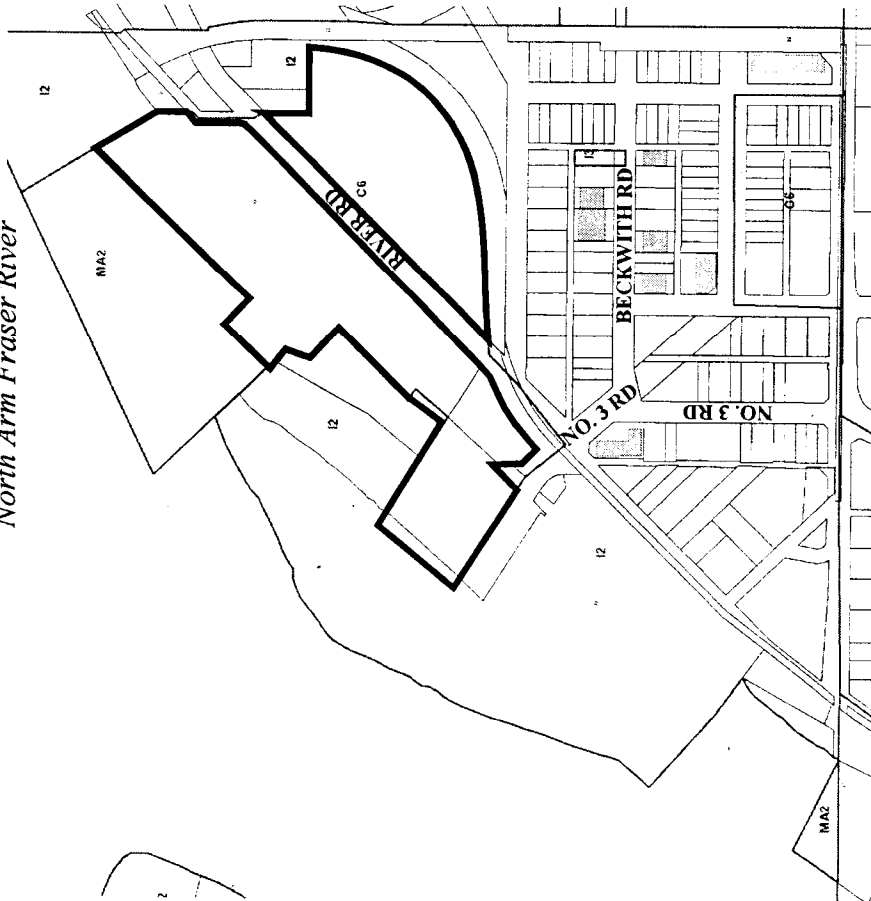 North Arm Fraser River
I2
I2
MA2
C6
RIVER RD
I2
BECKWITH RD
C6
NO. 3 RD
NO. 3 RD
I2
MA2